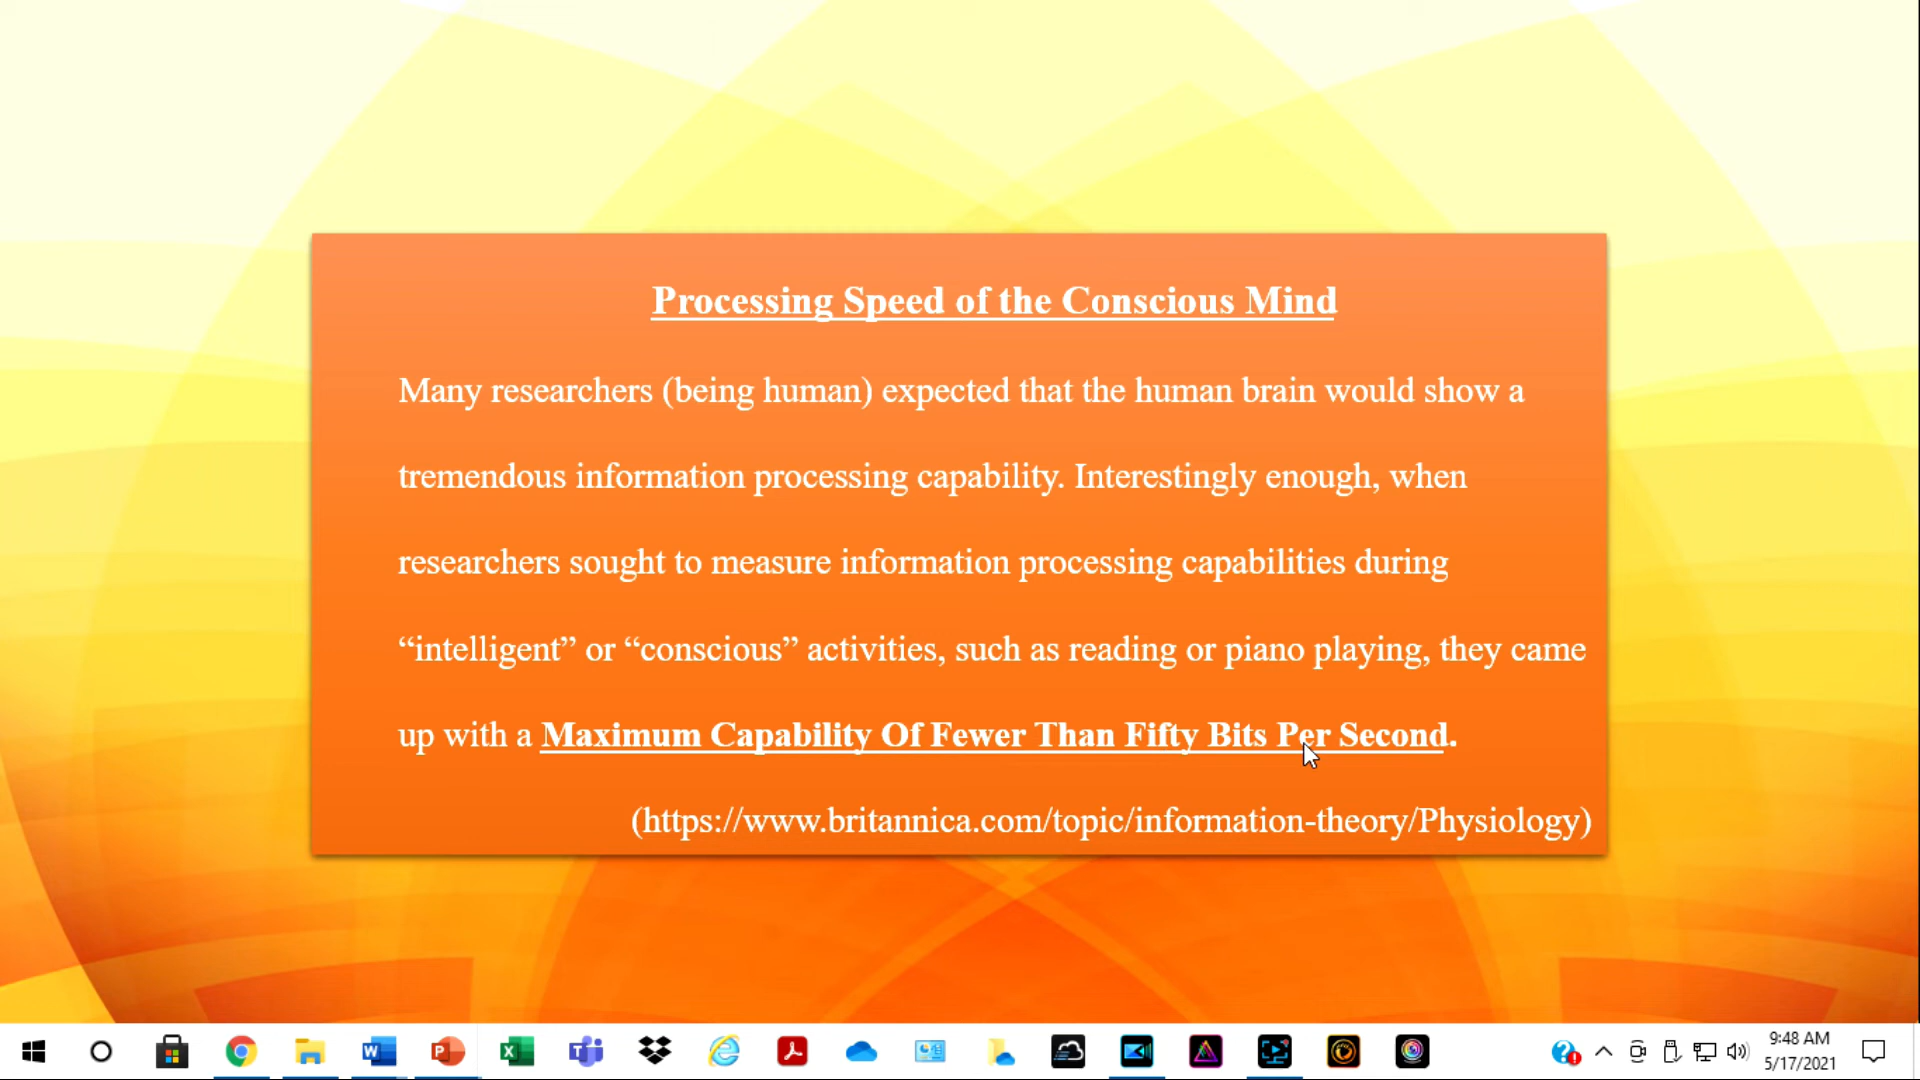 Processing Speed of the Conscious Mind
Many researchers (being human) expected that the human brain would show a
tremendous information processing capability. Interestingly enough, when
researchers sought to measure information processing capabilities during
“intelligent” or “conscious” activities, such as reading or piano playing, they came
up with a Maximum Capability Of Fewer Than Fifty Bits Per Second.
(https://www.britannica.com/topic/information-theory/Physiology)
9:48 AM
5/17/2021